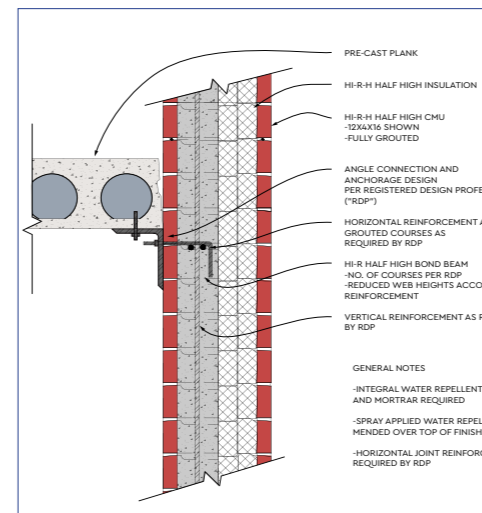 PRE-CAST PLANK
HI-R-H HALF HIGH INSULATION
HI-R-H HALF HIGH CMU
-12X4X16 SHOWN
-FULLY GROUTED
ANGLE CONNECTION AND
ANCHORAGE DESIGN
PER REGISTERED DESIGN PROFE
("RDP")
HORIZONTAL REINFORCEMENT A
GROUTED COURSES AS
REQUIRED BY RDP
HI-R HALF HIGH BOND BEAM
-NO. OF COURSES PER RDP
-REDUCED WEB HEIGHTS ACCO
REINFORCEMENT
VERTICAL REINFORCEMENT AS R
BY RDP
GENERAL NOTES
-INTEGRAL WATER REPELLENT
AND MORTRAR REQUIRED
-SPRAY APPLIED WATER REPEL
MENDED OVER TOP OF FINISH
-HORIZONTAL JOINT REINFORC
REQUIRED BY RDP